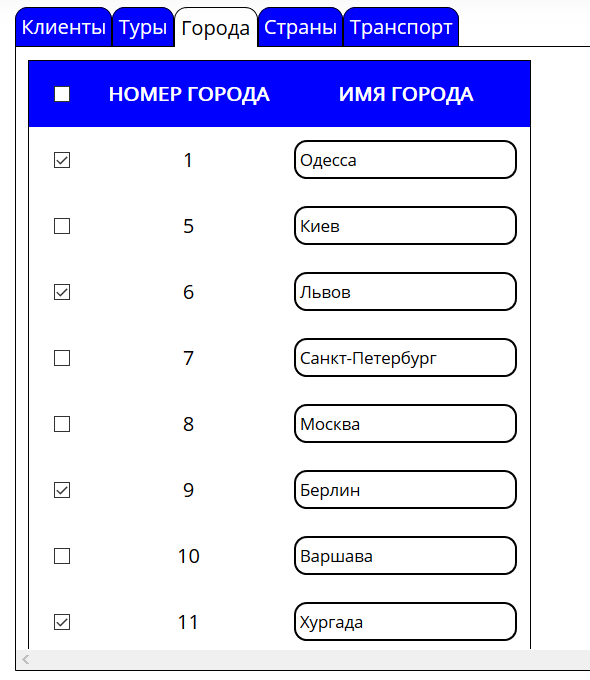 Клиенты Туры Города Страны Транспорт
НОМЕР ГОРОДА ИМЯ ГОРОДА
1 Одесса
5 Киев
6 Львов
7 Санкт-Петербург
8 Москва
9 Берлин
10 Варшава
11 Хургада